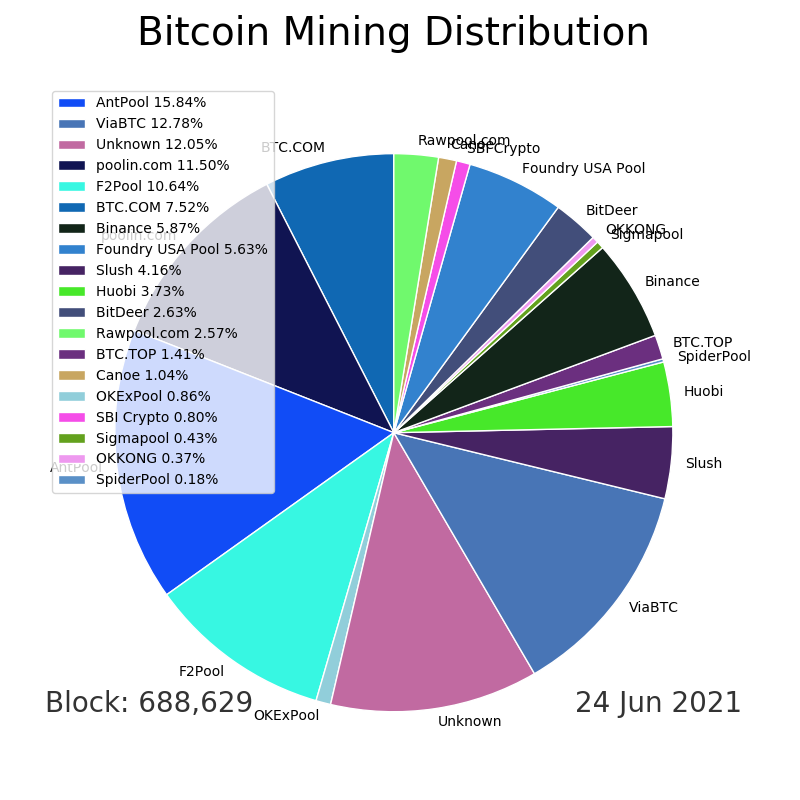 Bitcoin Mining Distribution
AntPool 15.84%
ViaBTC 12.78%
Unknown 12.05%
poolin.com 11.50%
F2Pool 10.64%
BTC.COM 7.52%
Binance 5.87%
Foundry USA Pool 5.63%
Slush 4.16%
Huobi 3.73%
BitDeer 2.63%
Rawpool.com 2.57%
BTC.TOP 1.41%
Canoe 1.04%
OKExPool 0.86%
SBI Crypto 0.80%
Sigmapool 0.43%
OKKONG 0.37%
SpiderPool 0.18%
BTC.COM
Rawpool.com
Canoe
SBI Crypto
Foundry USA Pool
BitDeer
OKKONG
Sigmapool
Binance
BTC.TOP
SpiderPool
Huobi
Slush
ViaBTC
Unknown
OKExPool
F2Pool
AntPool
poolin.com
Block: 688,629
24 Jun 2021